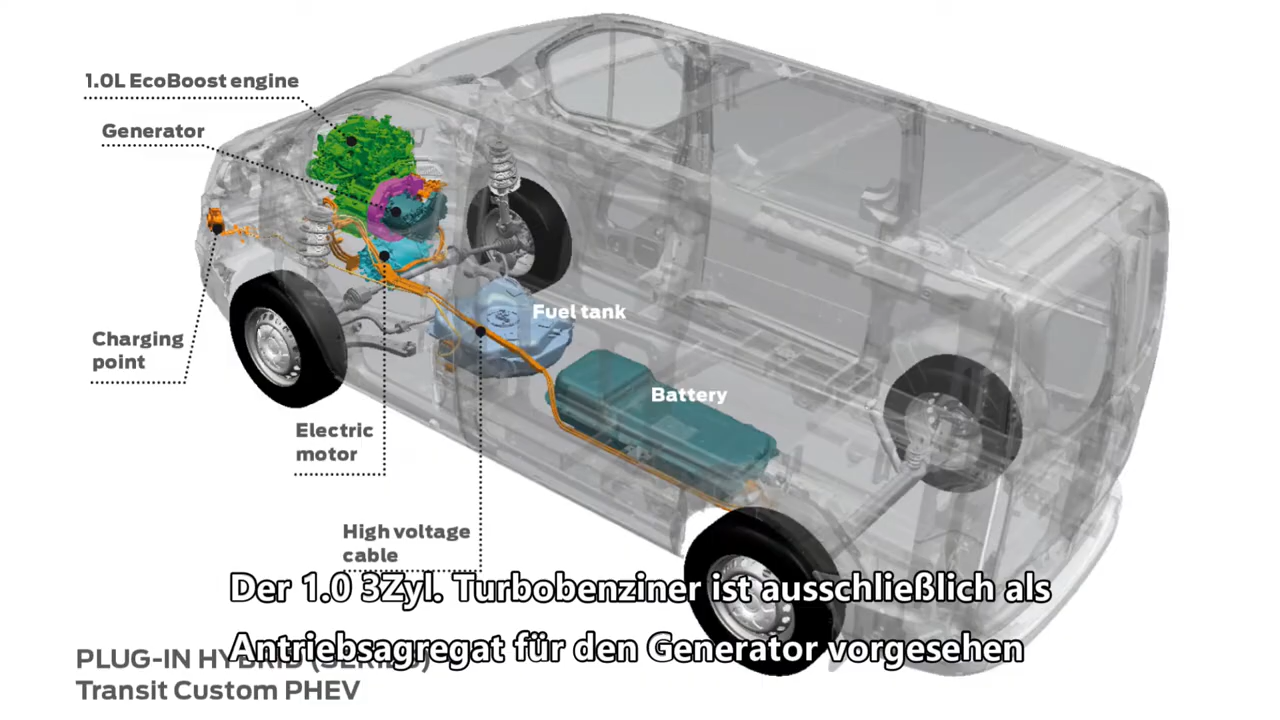 1.0L EcoBoost engine
Generator
Charging
point
Fuel tank
Battery
Electric
motor
High voltage
cable
Der 1.0 3Zyl. Turbobenziner ist ausschließlich als
Antriebsagregat für den Generator vorgesehen
PLUG-IN HYBRID
Transit Custom PHEV